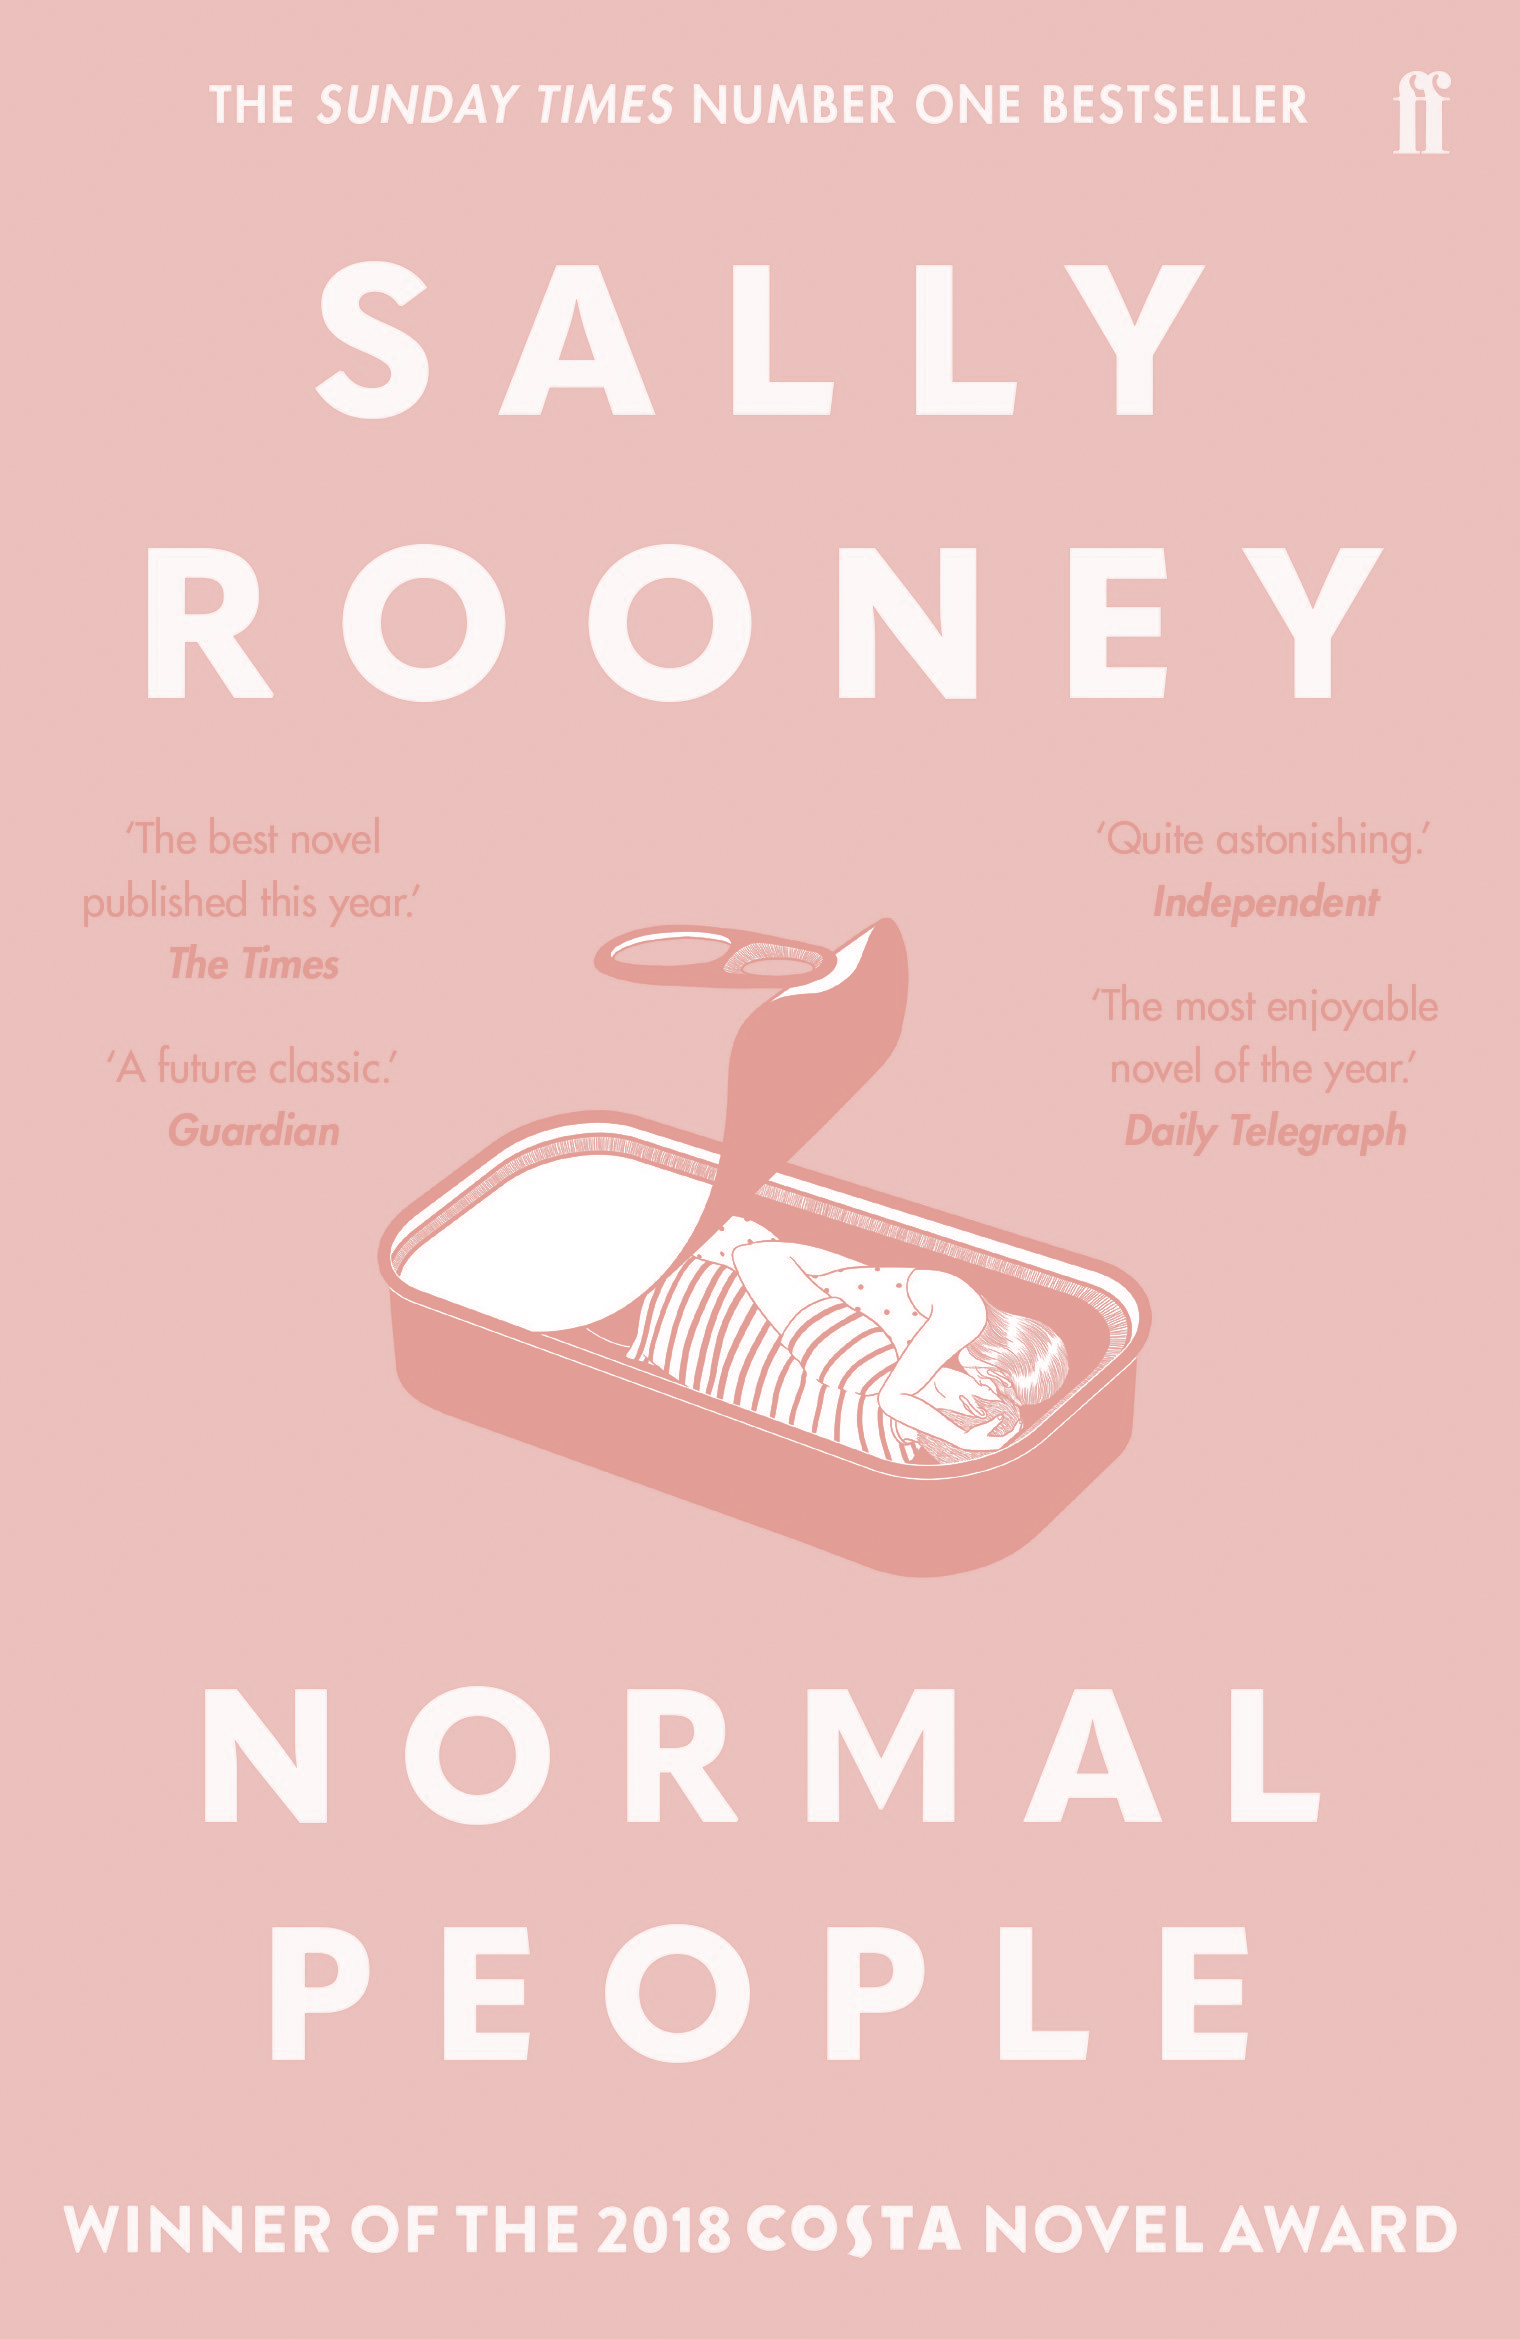 THE SUNDAY TIMES NUMBER ONE BESTSELLER
ff
SALLY
ROONEY
‘The best novel
published this year.’
The Times
‘A future classic.’
Guardian
‘Quite astonishing.’
Independent
‘The most enjoyable
novel of the year.’
Daily Telegraph
NORMAL
PEOPLE
WINNER OF THE 2018 COSTA NOVEL AWARD